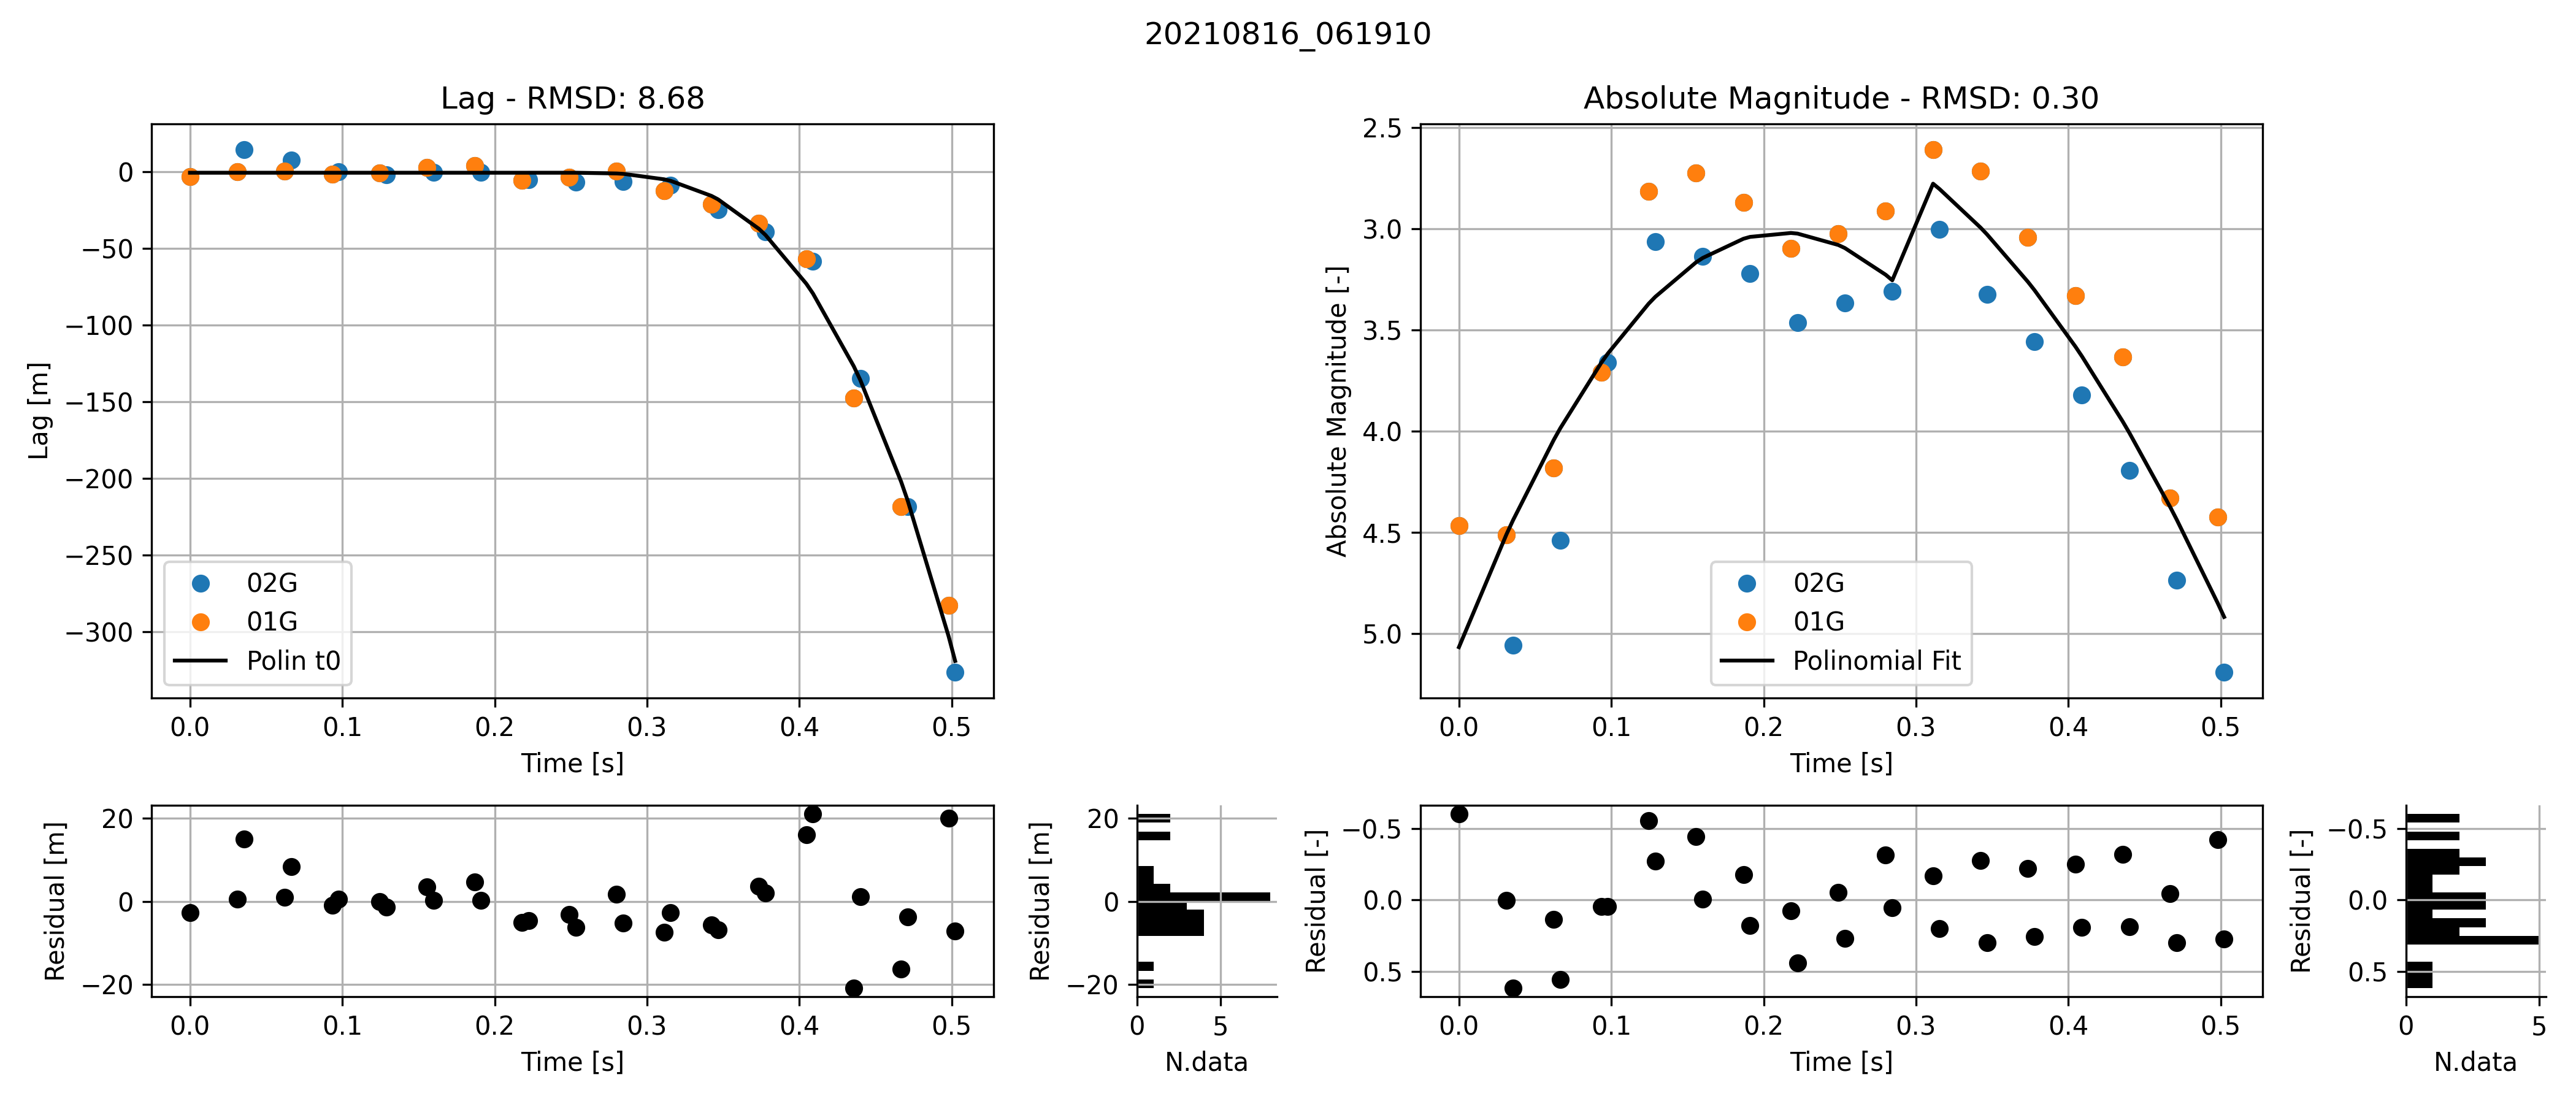 20210816_061910
Lag - RMSD: 8.68
Lag [m]
0
−50
−100
−150
−200
−250
−300
02G
01G
Polin t0
0.0 0.1 0.2 0.3 0.4 0.5
Time [s]
Absolute Magnitude - RMSD: 0.30
Absolute Magnitude [-]
2.5
3.0
3.5
4.0
4.5
5.0
02G
01G
Polinomial Fit
0.0 0.1 0.2 0.3 0.4 0.5
Time [s]
Residual [m]
20
0
−20
0.0 0.1 0.2 0.3 0.4 0.5
Time [s]
Residual [m]
20
0
−20
0 5
N.data
Residual [-]
−0.5
0.0
0.5
0.0 0.1 0.2 0.3 0.4 0.5
Time [s]
Residual [-]
−0.5
0.0
0.5
0 5
N.data